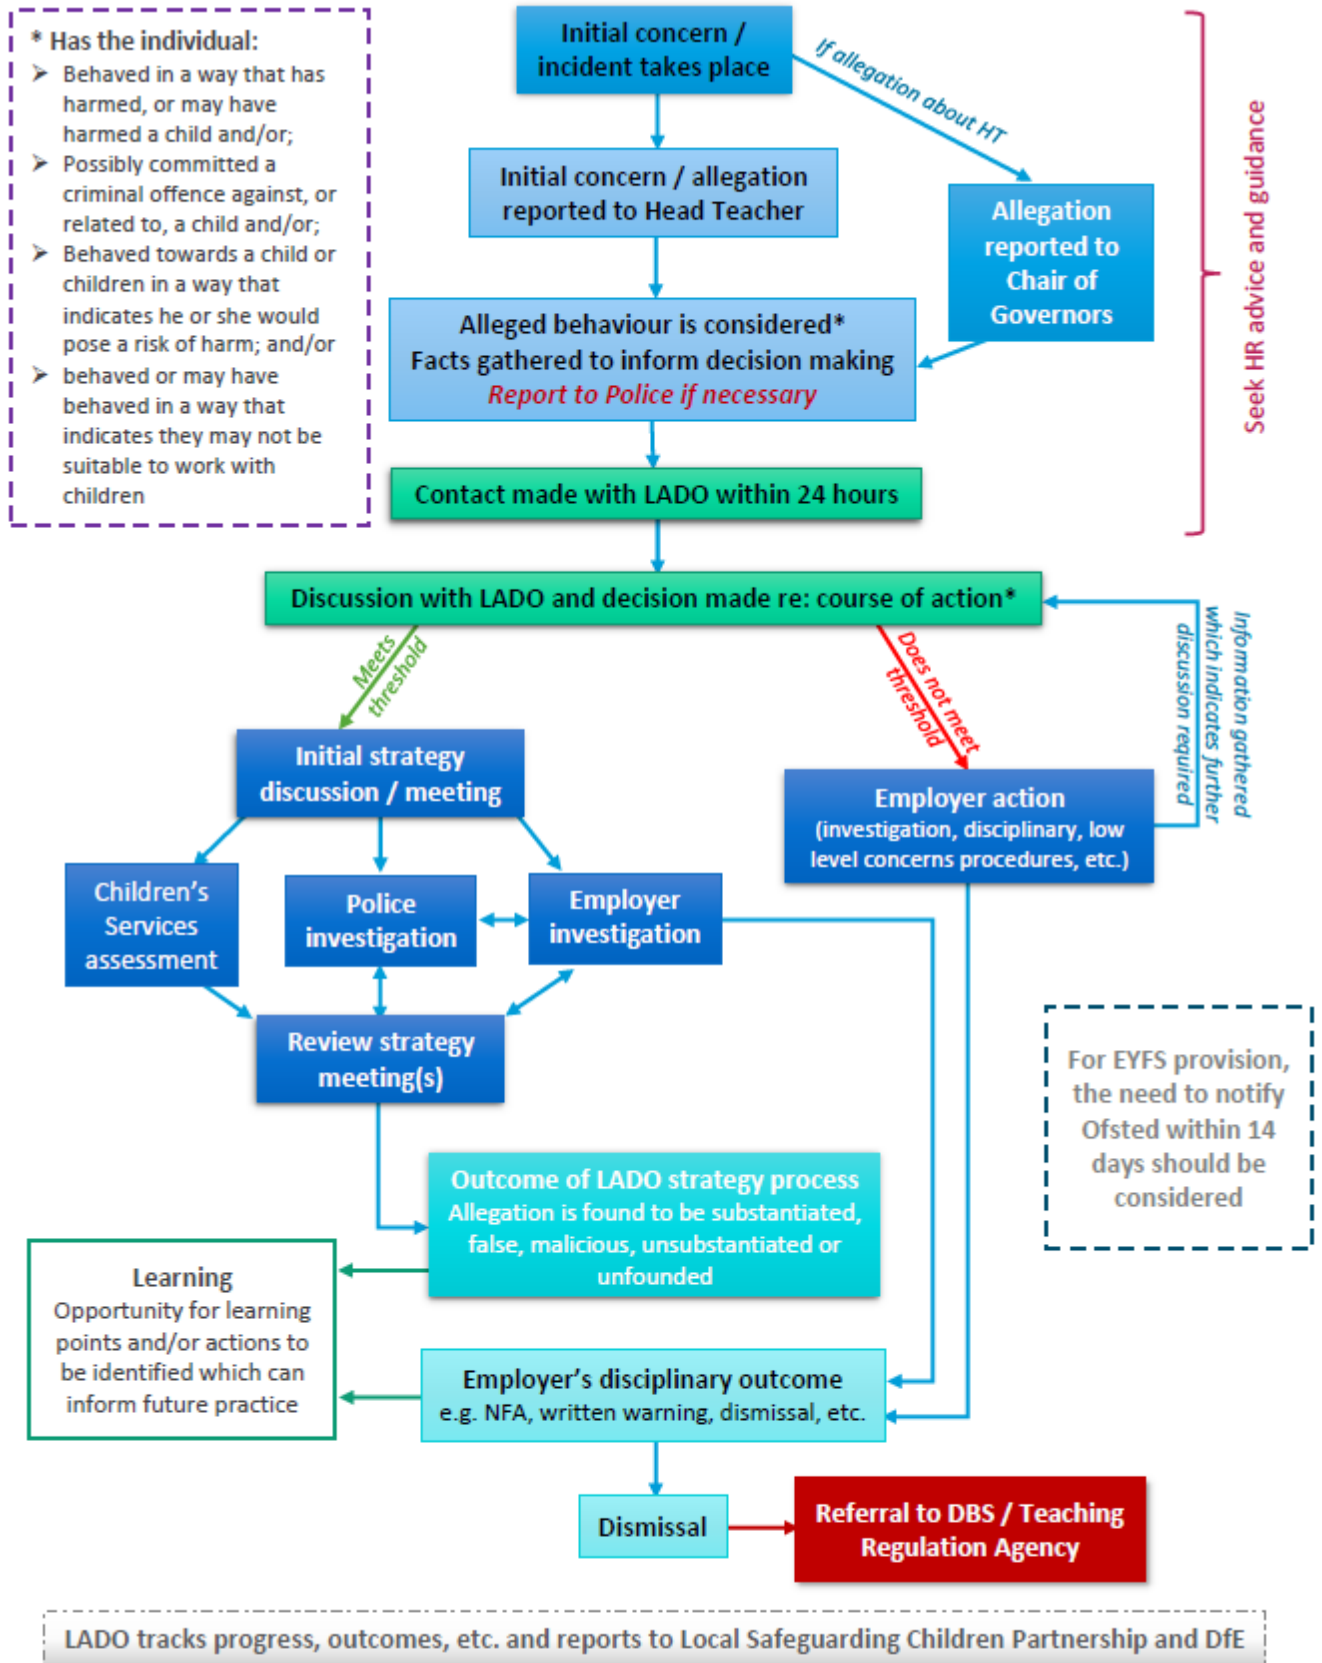 * Has the individual:
➢ Behaved in a way that has
harmed, or may have
harmed a child and/or;
➢ Possibly committed a
criminal offence against, or
related to, a child and/or;
➢ Behaved towards a child or
children in a way that
indicates he or she would
pose a risk of harm; and/or
➢ behaved or may have
behaved in a way that
indicates they may not be
suitable to work with
children
Initial concern /
incident takes place
If allegation about HT
Initial concern / allegation
reported to Head Teacher
Allegation
reported to
Chair of
Governors
Seek HR advice and guidance
Alleged behaviour is considered*
Facts gathered to inform decision making
Report to Police if necessary
Contact made with LADO within 24 hours
Discussion with LADO and decision made re: course of action*
Meets
threshold
Does not meet
threshold
Information gathered
which indicates further
discussion required
Initial strategy
discussion / meeting
Employer action
(investigation, disciplinary, low
level concerns procedures, etc.)
Children's
Services
assessment
Police
investigation
Employer
investigation
Review strategy
meeting(s)
For EYFS provision,
the need to notify
Ofsted within 14
days should be
considered
Outcome of LADO strategy process
Allegation is found to be substantiated,
false, malicious, unsubstantiated or
unfounded
Learning
Opportunity for learning
points and/or actions to
be identified which can
inform future practice
Employer's disciplinary outcome
e.g. NFA, written warning, dismissal, etc.
Dismissal
Referral to DBS / Teaching
Regulation Agency
LADO tracks progress, outcomes, etc. and reports to Local Safeguarding Children Partnership and DfE